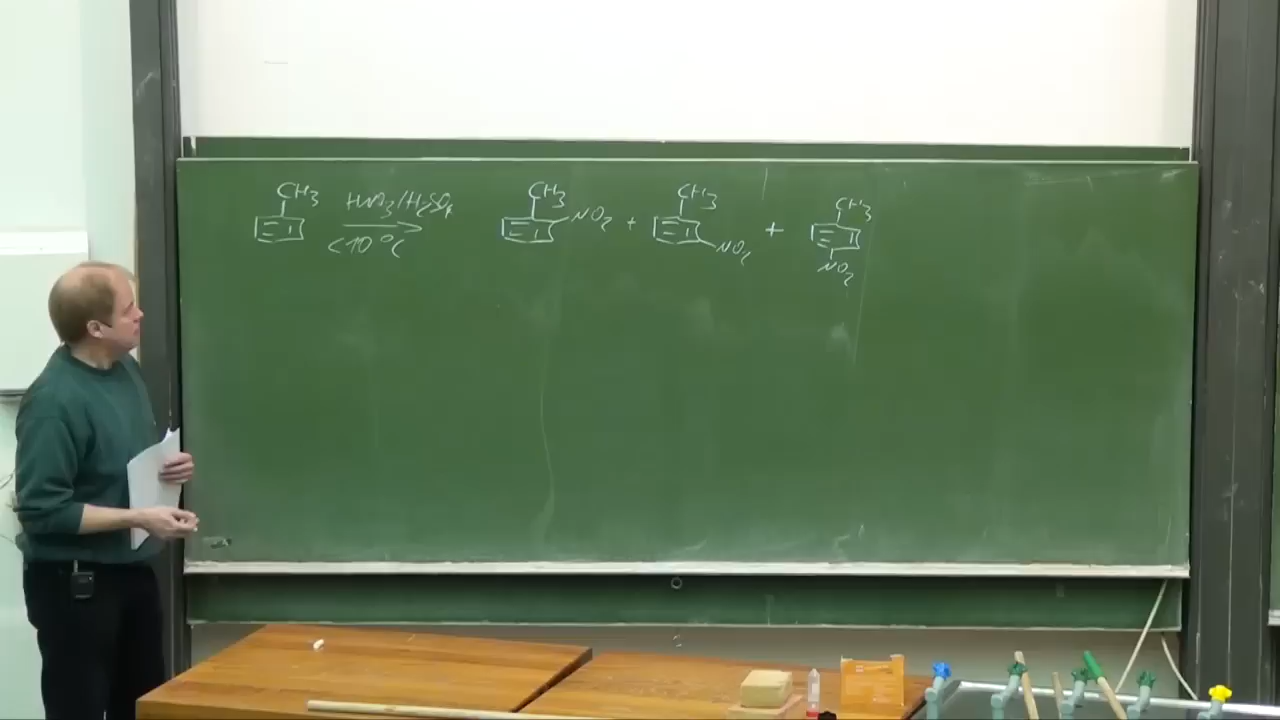 CH3 HNO3/H2SO4 CH3 CH3 CH3
<10°C NO2 + NO2 + NO2